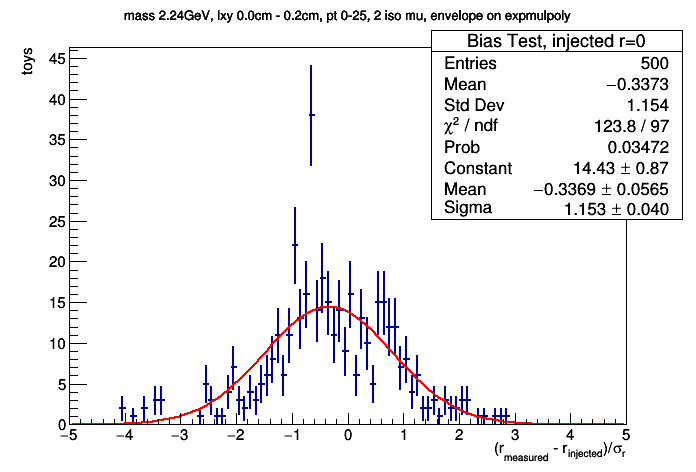 mass 2.24GeV, lxy 0.0cm - 0.2cm, pt 0-25, 2 iso mu, envelope on expmulpoly
Bias Test, injected r=0
Entries 500
Mean −0.3373
Std Dev 1.154
χ² / ndf 123.8 / 97
Prob 0.03472
Constant 14.43 ± 0.87
Mean −0.3369 ± 0.0565
Sigma 1.153 ± 0.040
toys
45
40
35
30
25
20
15
10
5
0
−5 −4 −3 −2 −1 0 1 2 3 4 5
(r_measured - r_injected)/σ_r